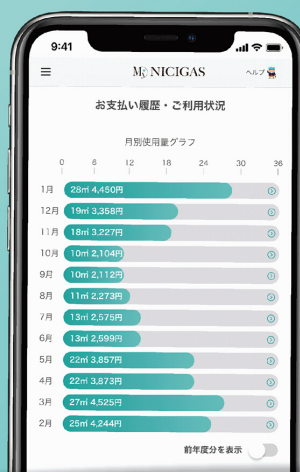 9:41
My NICIGAS
ヘルプ
お支払い履歴・ご利用状況
月別使用量グラフ
0 6 12 18 24 30 36
1月 28㎥ 4,450円
12月 19㎥ 3,358円
11月 18㎥ 3,227円
10月 10㎥ 2,104円
9月 10㎥ 2,112円
8月 11㎥ 2,273円
7月 13㎥ 2,575円
6月 13㎥ 2,599円
5月 22㎥ 3,857円
4月 22㎥ 3,873円
3月 27㎥ 4,525円
2月 25㎥ 4,244円
前年度分を表示